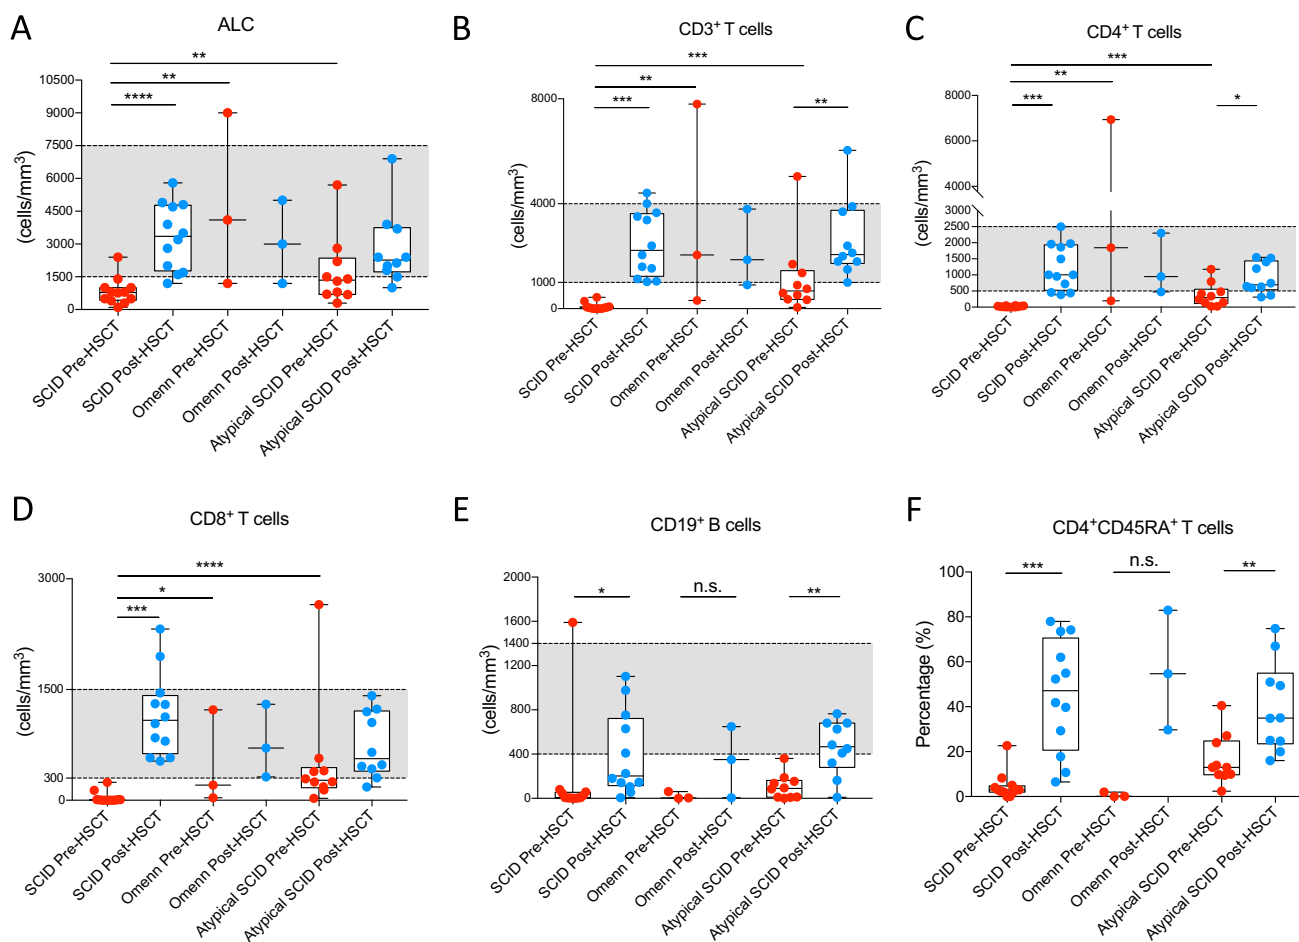 A
ALC
**
**
****
(cells/mm³)
10500
9000
7500
6000
4500
3000
1500
0
SCID Pre-HSCT
SCID Post-HSCT
Omenn Pre-HSCT
Omenn Post-HSCT
Atypical SCID Pre-HSCT
Atypical SCID Post-HSCT
B
CD3⁺ T cells
***
**
***
**
(cells/mm³)
8000
4000
1000
0
SCID Pre-HSCT
SCID Post-HSCT
Omenn Pre-HSCT
Omenn Post-HSCT
Atypical SCID Pre-HSCT
Atypical SCID Post-HSCT
C
CD4⁺ T cells
***
**
***
*
(cells/mm³)
8000
6000
4000
3000
2500
2000
1500
1000
500
0
SCID Pre-HSCT
SCID Post-HSCT
Omenn Pre-HSCT
Omenn Post-HSCT
Atypical SCID Pre-HSCT
Atypical SCID Post-HSCT
D
CD8⁺ T cells
****
*
***
(cells/mm³)
3000
1500
300
0
SCID Pre-HSCT
SCID Post-HSCT
Omenn Pre-HSCT
Omenn Post-HSCT
Atypical SCID Pre-HSCT
Atypical SCID Post-HSCT
E
CD19⁺ B cells
*
n.s.
**
(cells/mm³)
2000
1600
1400
1200
800
400
0
SCID Pre-HSCT
SCID Post-HSCT
Omenn Pre-HSCT
Omenn Post-HSCT
Atypical SCID Pre-HSCT
Atypical SCID Post-HSCT
F
CD4⁺CD45RA⁺ T cells
***
n.s.
**
Percentage (%)
100
80
60
40
20
0
SCID Pre-HSCT
SCID Post-HSCT
Omenn Pre-HSCT
Omenn Post-HSCT
Atypical SCID Pre-HSCT
Atypical SCID Post-HSCT